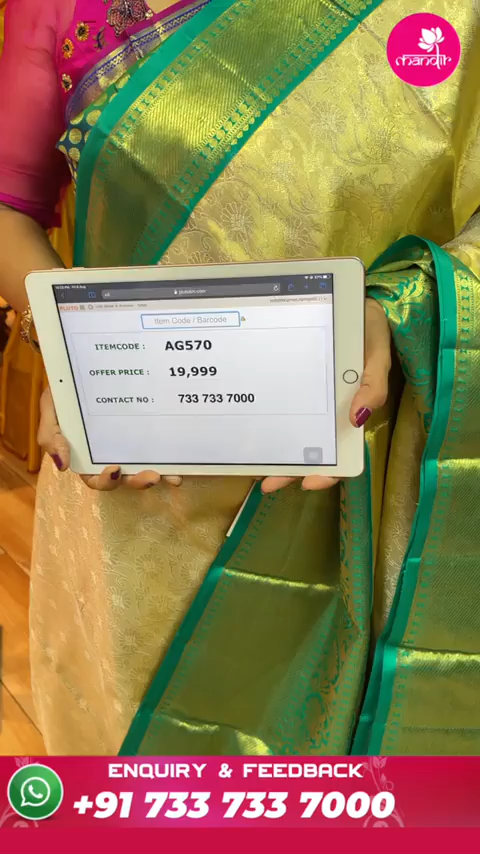 mandir
Item Code / Barcode
ITEMCODE : AG570
OFFER PRICE : 19,999
CONTACT NO : 733 733 7000
ENQUIRY & FEEDBACK
+91 733 733 7000